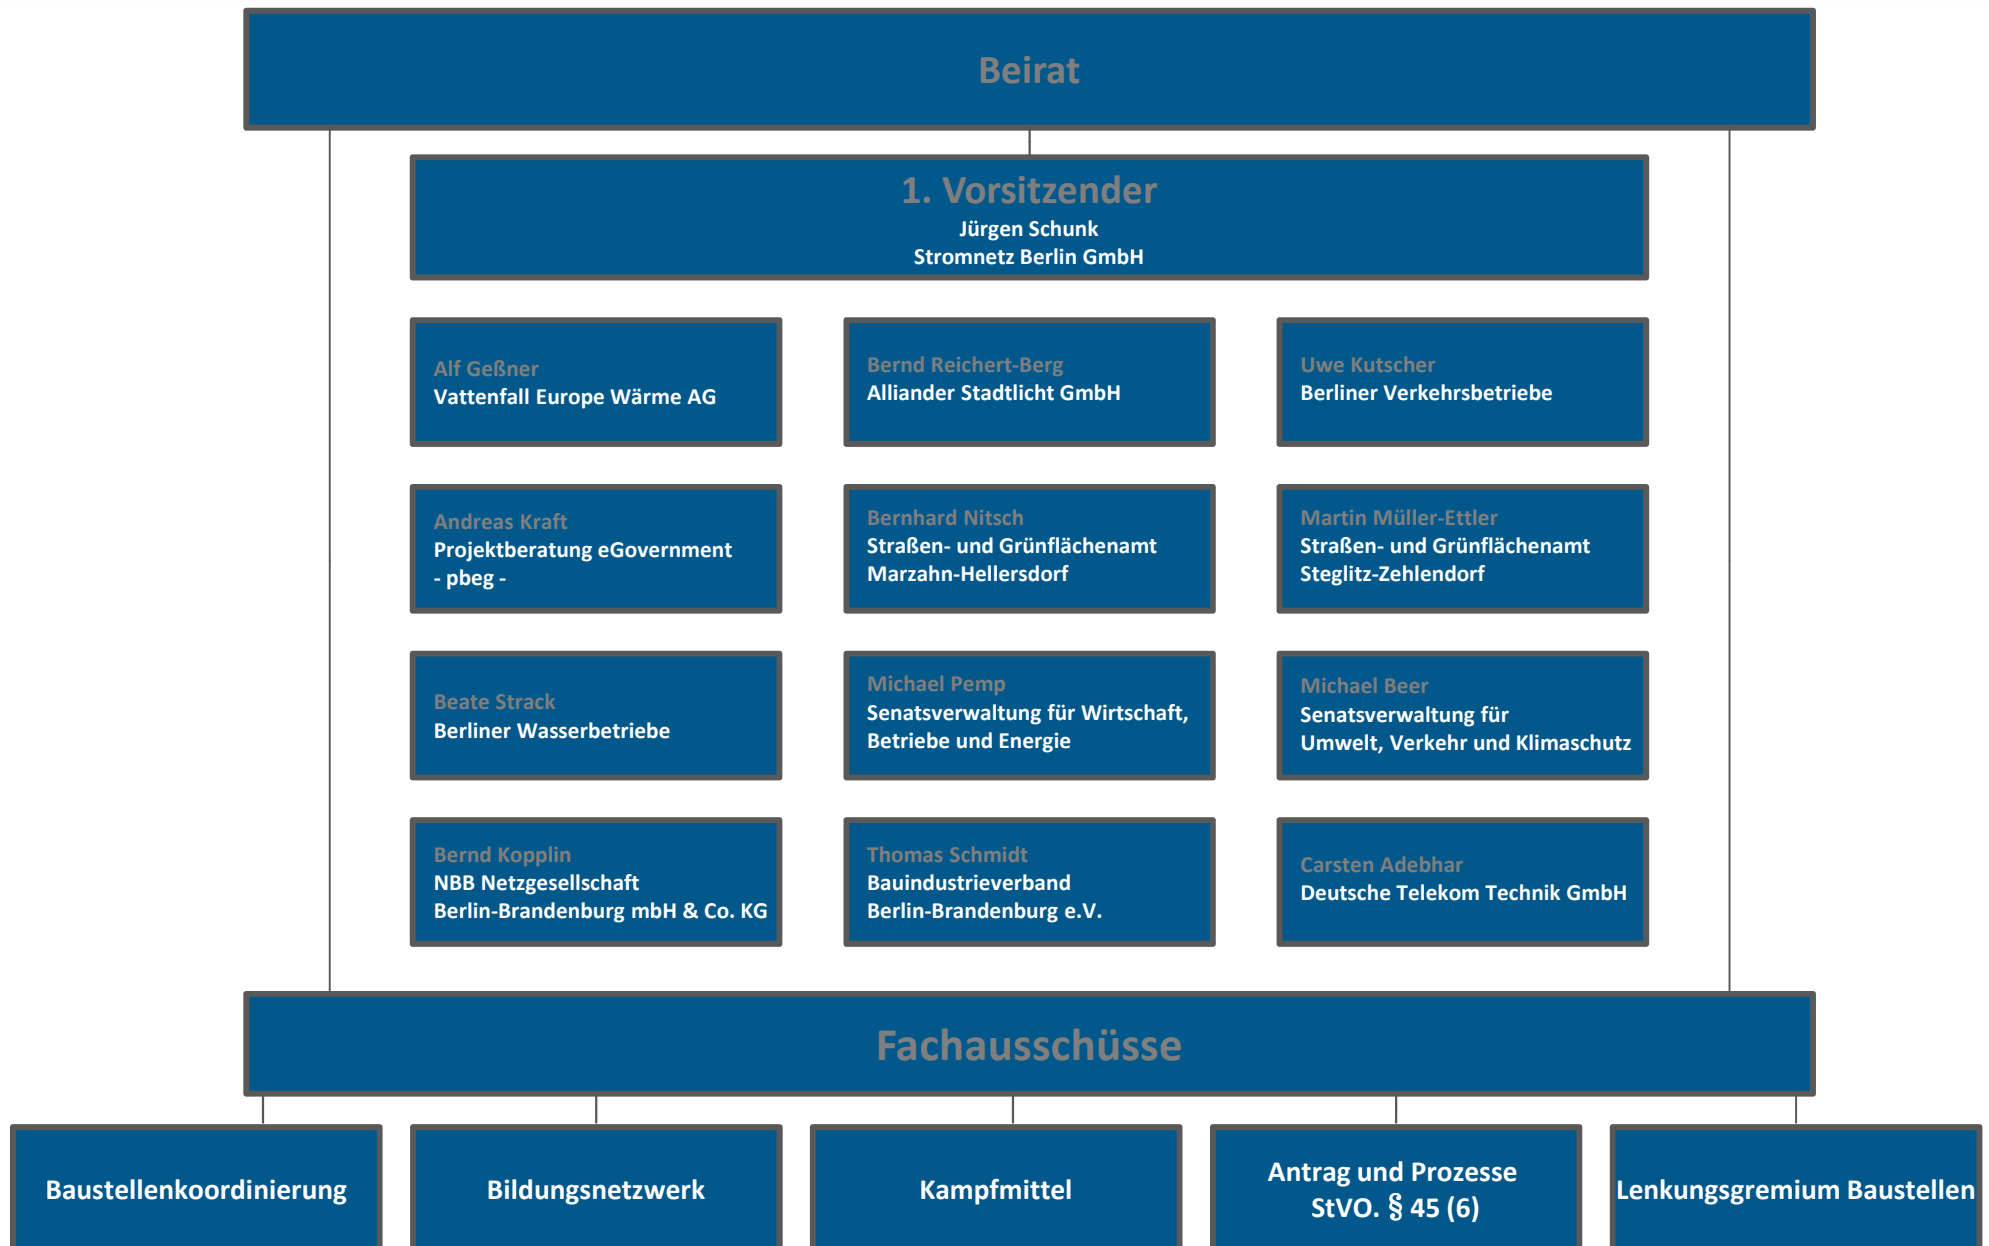 Beirat
1. Vorsitzender
Jürgen Schunk
Stromnetz Berlin GmbH
Alf Geßner
Vattenfall Europe Wärme AG
Bernd Reichert-Berg
Alliander Stadtlicht GmbH
Uwe Kutscher
Berliner Verkehrsbetriebe
Andreas Kraft
Projektberatung eGovernment
- pbeg -
Bernhard Nitsch
Straßen- und Grünflächenamt
Marzahn-Hellersdorf
Martin Müller-Ettler
Straßen- und Grünflächenamt
Steglitz-Zehlendorf
Beate Strack
Berliner Wasserbetriebe
Michael Pemp
Senatsverwaltung für Wirtschaft,
Betriebe und Energie
Michael Beer
Senatsverwaltung für
Umwelt, Verkehr und Klimaschutz
Bernd Kopplin
NBB Netzgesellschaft
Berlin-Brandenburg mbH & Co. KG
Thomas Schmidt
Bauindustrieverband
Berlin-Brandenburg e.V.
Carsten Adebhar
Deutsche Telekom Technik GmbH
Fachausschüsse
Baustellenkoordinierung
Bildungsnetzwerk
Kampfmittel
Antrag und Prozesse
StVO. § 45 (6)
Lenkungsgremium Baustellen